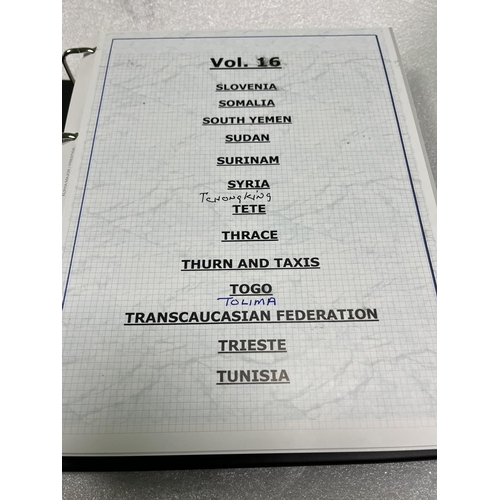 Vol. 16
SLOVENIA
SOMALIA
SOUTH YEMEN
SUDAN
SURINAM
SYRIA
TCHONGKING
TETE
THRACE
THURN AND TAXIS
TOGO
TOLIMA
TRANSCAUCASIAN FEDERATION
TRIESTE
TUNISIA